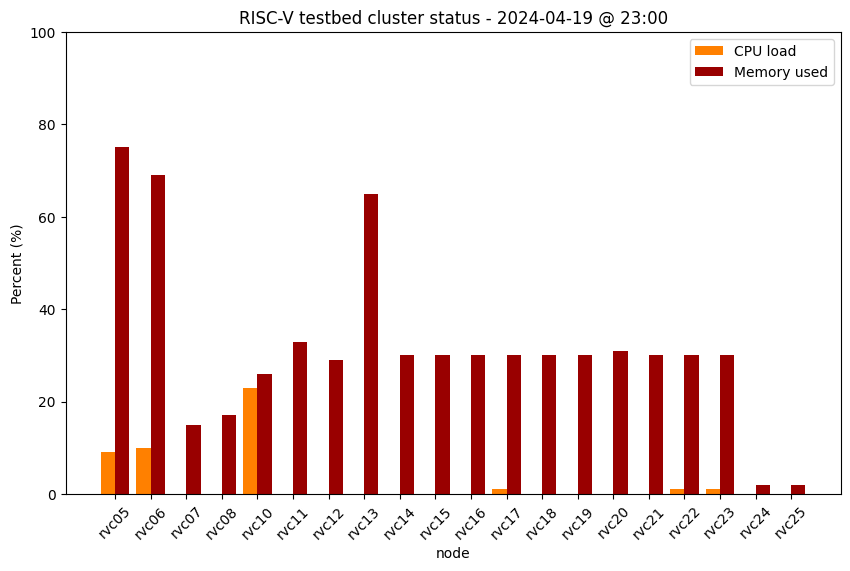 RISC-V testbed cluster status - 2024-04-19 @ 23:00
CPU load
Memory used
Percent (%)
100
80
60
40
20
0
rvc05
rvc06
rvc07
rvc08
rvc10
rvc11
rvc12
rvc13
rvc14
rvc15
rvc16
rvc17
rvc18
rvc19
rvc20
rvc21
rvc22
rvc23
rvc24
rvc25
node